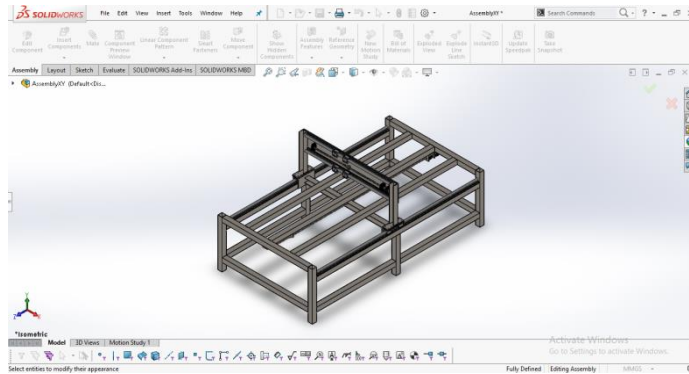 SOLIDWORKS File Edit View Insert Tools Window Help AssemblyXY * Search Commands
Edit Component
Insert Components
Mate
Component Preview Window
Linear Component Pattern
Smart Fasteners
Move Component
Show Hidden Components
Assembly Features
Reference Geometry
New Motion Study
Bill of Materials
Exploded View
Explode Line Sketch
Instant3D
Update Speedpak
Take Snapshot
Assembly Layout Sketch Evaluate SOLIDWORKS Add-Ins SOLIDWORKS MBD
AssemblyXY (Default<Dis...
*Isometric
Model 3D Views Motion Study 1
Activate Windows
Go to Settings to activate Windows.
Select entities to modify their appearance Fully Defined Editing Assembly MMGS